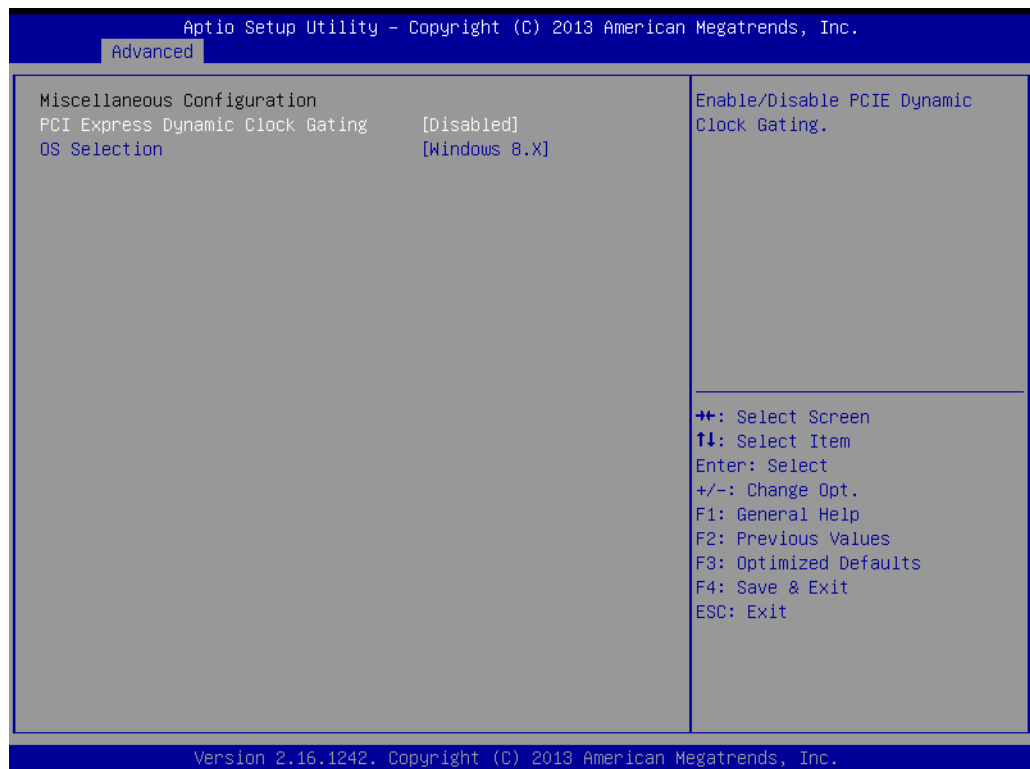 Aptio Setup Utility – Copyright (C) 2013 American Megatrends, Inc.
Advanced
Miscellaneous Configuration
PCI Express Dynamic Clock Gating [Disabled]
OS Selection [Windows 8.X]
Enable/Disable PCIE Dynamic
Clock Gating.
→←: Select Screen
↑↓: Select Item
Enter: Select
+/-: Change Opt.
F1: General Help
F2: Previous Values
F3: Optimized Defaults
F4: Save & Exit
ESC: Exit
Version 2.16.1242. Copyright (C) 2013 American Megatrends, Inc.